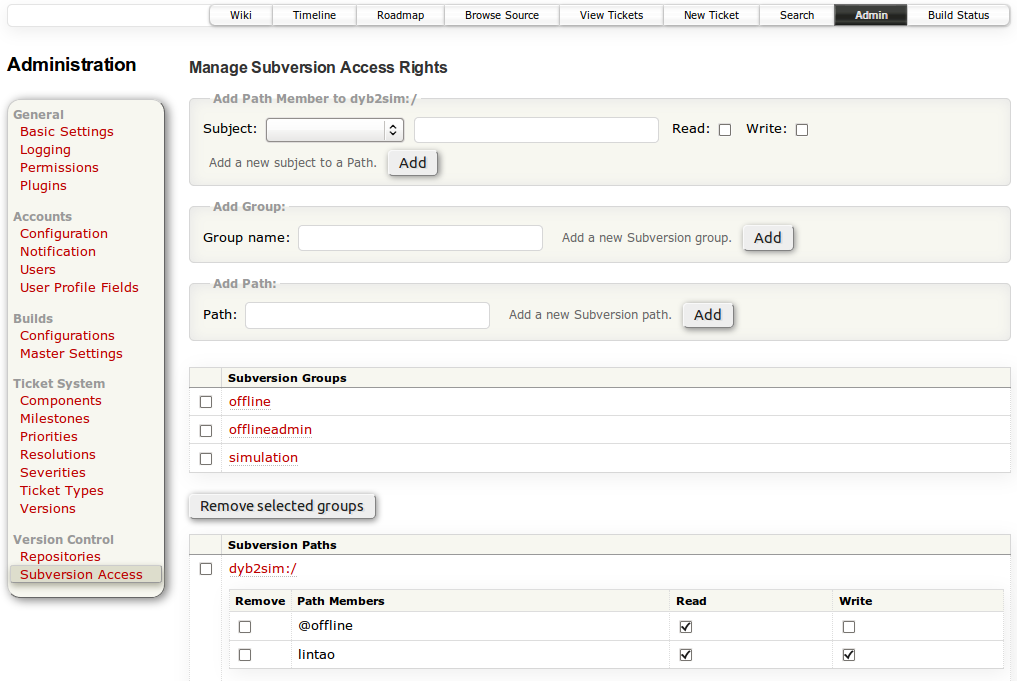 Wiki Timeline Roadmap Browse Source View Tickets New Ticket Search Admin Build Status
Administration
General
Basic Settings
Logging
Permissions
Plugins
Accounts
Configuration
Notification
Users
User Profile Fields
Builds
Configurations
Master Settings
Ticket System
Components
Milestones
Priorities
Resolutions
Severities
Ticket Types
Versions
Version Control
Repositories
Subversion Access
Manage Subversion Access Rights
Add Path Member to dyb2sim:/
Subject: Read: Write:
Add a new subject to a Path. Add
Add Group:
Group name: Add a new Subversion group. Add
Add Path:
Path: Add a new Subversion path. Add
Subversion Groups
offline
offlineadmin
simulation
Remove selected groups
Subversion Paths
dyb2sim:/
Remove Path Members Read Write
@offline
lintao